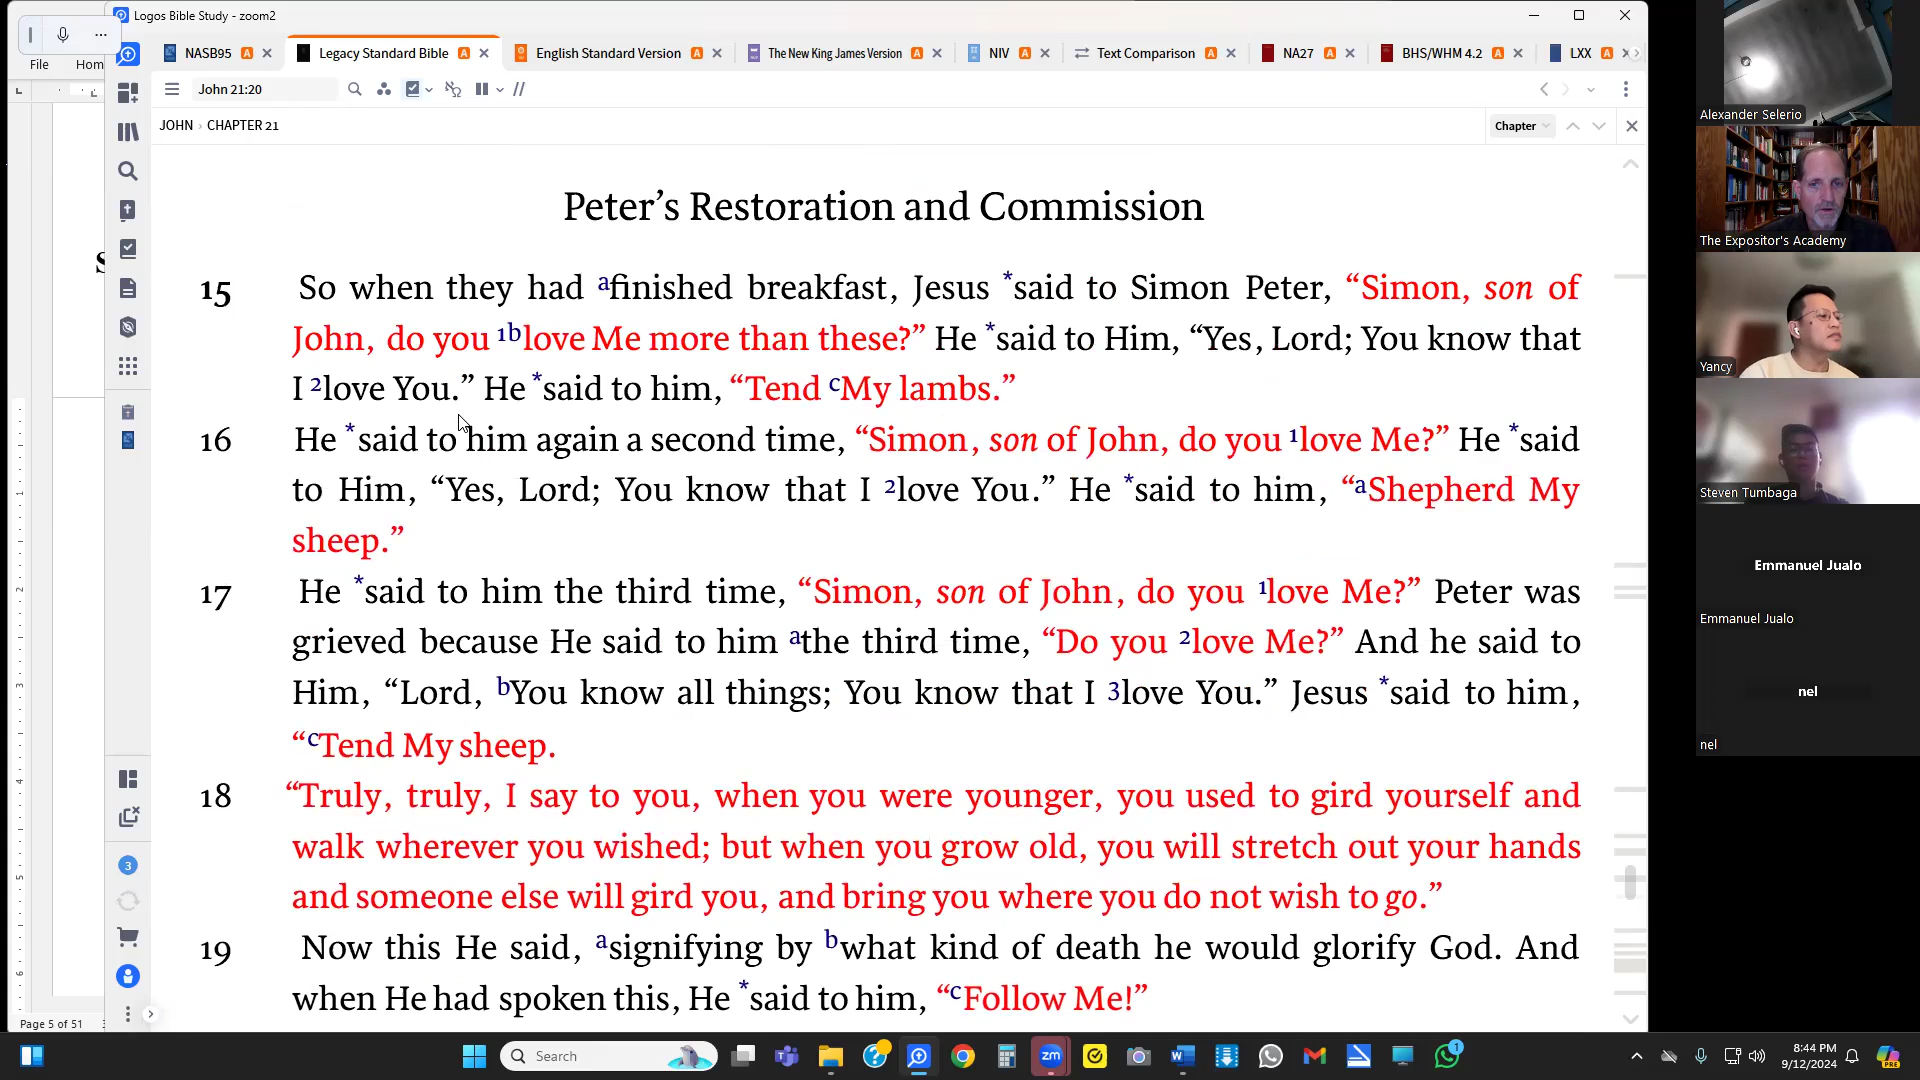 Logos Bible Study - zoom2
File Hom
NASB95 A Legacy Standard Bible A English Standard Version A The New King James Version A NIV A Text Comparison A NA27 A BHS/WHM 4.2 A LXX A
John 21:20
JOHN › CHAPTER 21 Chapter
Peter’s Restoration and Commission
15 So when they had afinished breakfast, Jesus *said to Simon Peter, “Simon, son of
John, do you 1blove Me more than these?” He *said to Him, “Yes, Lord; You know that
I 2love You.” He *said to him, “Tend cMy lambs.”
16 He *said to him again a second time, “Simon, son of John, do you 1love Me?” He *said
to Him, “Yes, Lord; You know that I 2love You.” He *said to him, “aShepherd My
sheep.”
17 He *said to him the third time, “Simon, son of John, do you 1love Me?” Peter was
grieved because He said to him athe third time, “Do you 2love Me?” And he said to
Him, “Lord, bYou know all things; You know that I 3love You.” Jesus *said to him,
“cTend My sheep.
18 “Truly, truly, I say to you, when you were younger, you used to gird yourself and
walk wherever you wished; but when you grow old, you will stretch out your hands
and someone else will gird you, and bring you where you do not wish to go.”
19 Now this He said, asignifying by bwhat kind of death he would glorify God. And
when He had spoken this, He *said to him, “cFollow Me!”
S
3
Page 5 of 51
Alexander Selerio
The Expositor's Academy
Yancy
Steven Tumbaga
Emmanuel Jualo
Emmanuel Jualo
nel
nel
Search
zm
1
8:44 PM
9/12/2024
PRE